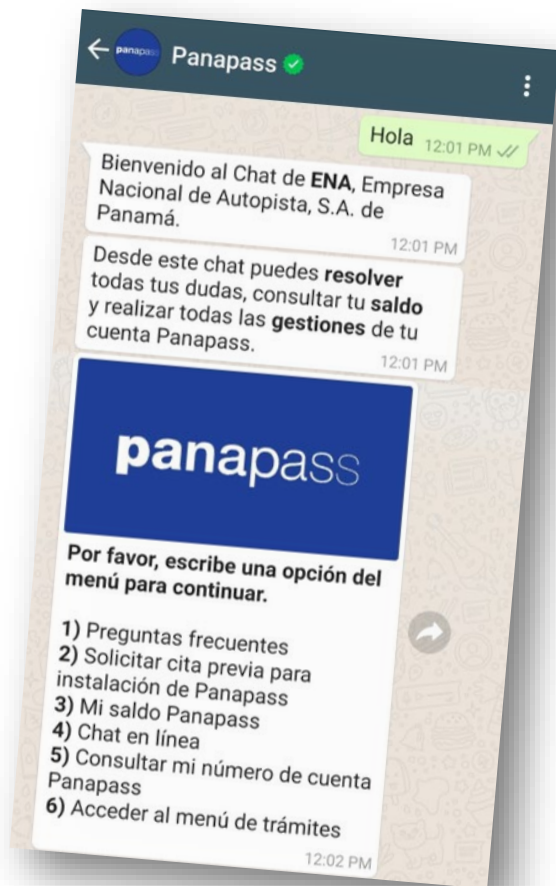 panapass
Panapass
Hola 12:01 PM
Bienvenido al Chat de ENA, Empresa
Nacional de Autopista, S.A. de
Panamá.
12:01 PM
Desde este chat puedes resolver
todas tus dudas, consultar tu saldo
y realizar todas las gestiones de tu
cuenta Panapass.
12:01 PM
panapass
Por favor, escribe una opción del
menú para continuar.
1) Preguntas frecuentes
2) Solicitar cita previa para
instalación de Panapass
3) Mi saldo Panapass
4) Chat en línea
5) Consultar mi número de cuenta
Panapass
6) Acceder al menú de trámites
12:02 PM